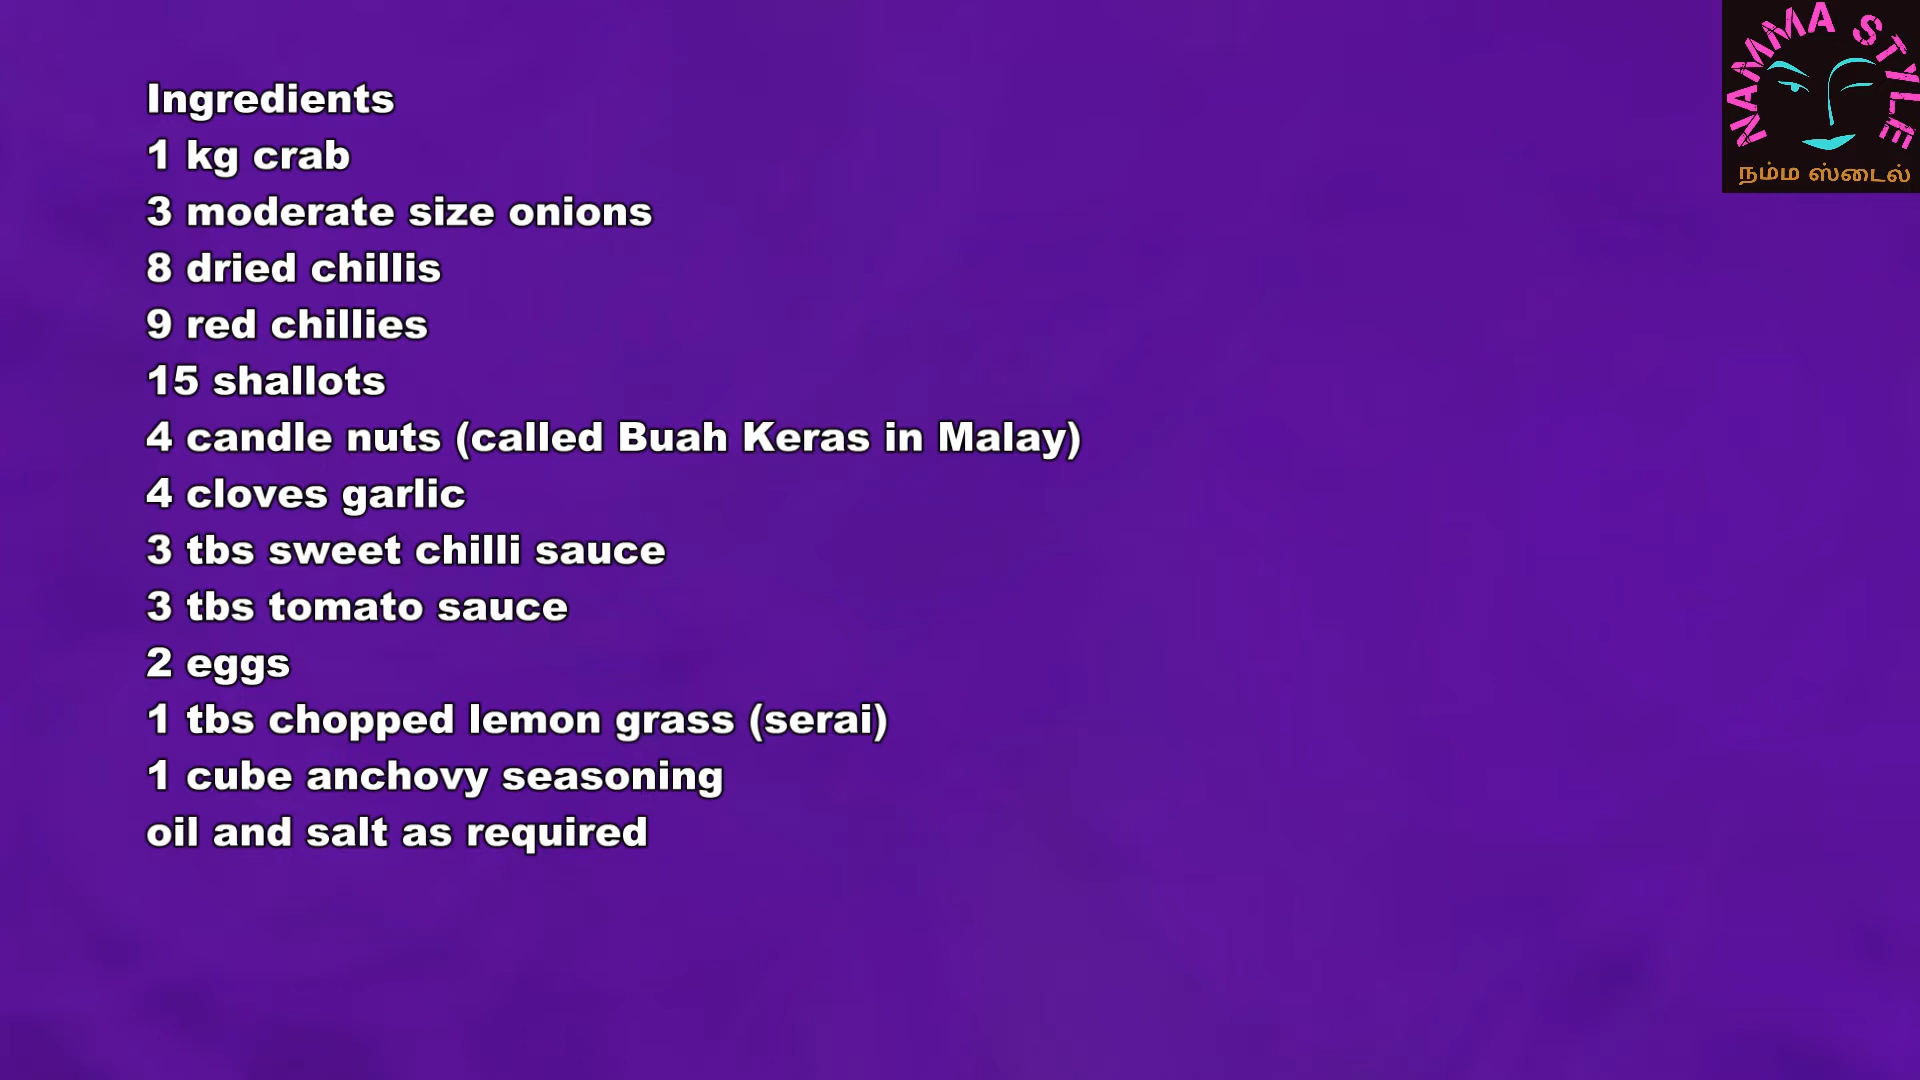 Ingredients
1 kg crab
3 moderate size onions
8 dried chillis
9 red chillies
15 shallots
4 candle nuts (called Buah Keras in Malay)
4 cloves garlic
3 tbs sweet chilli sauce
3 tbs tomato sauce
2 eggs
1 tbs chopped lemon grass (serai)
1 cube anchovy seasoning
oil and salt as required
NAMMA STYLE
நம்ம ஸ்டைல்